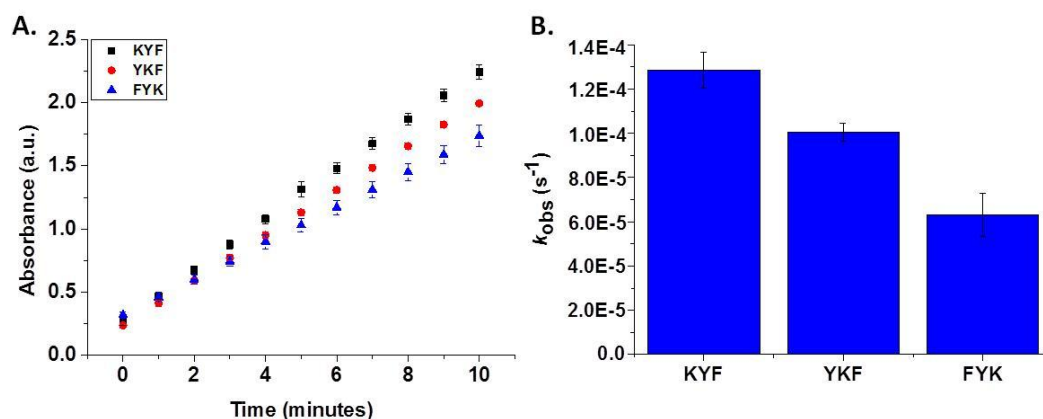 A.
Absorbance (a.u.)
2.5
2.0
1.5
1.0
0.5
0.0
KYF
YKF
FYK
0 2 4 6 8 10
Time (minutes)
B.
kobs (s-1)
1.4E-4
1.2E-4
1.0E-4
8.0E-5
6.0E-5
4.0E-5
2.0E-5
0.0
KYF YKF FYK